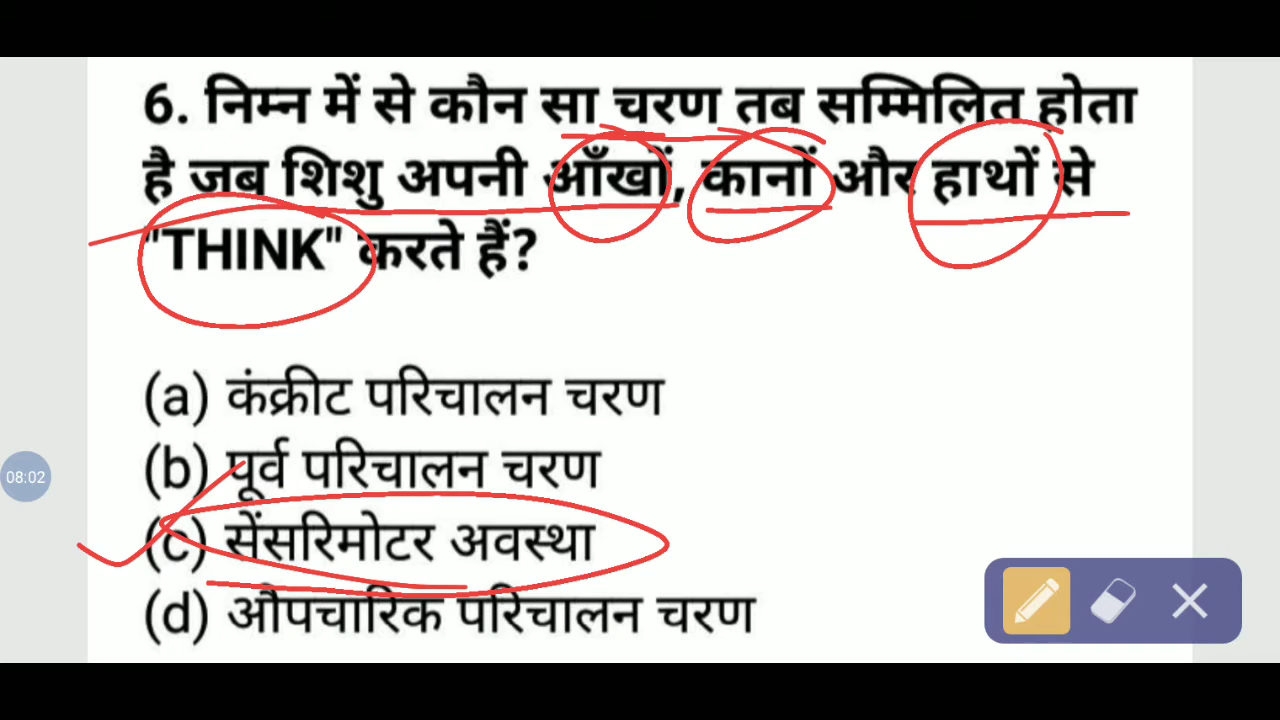 6. निम्न में से कौन सा चरण तब सम्मिलित होता
है जब शिशु अपनी आँखों, कानों और हाथों से
"THINK" करते हैं?
(a) कंक्रीट परिचालन चरण
(b) पूर्व परिचालन चरण
(c) सेंसरिमोटर अवस्था
(d) औपचारिक परिचालन चरण
08:02